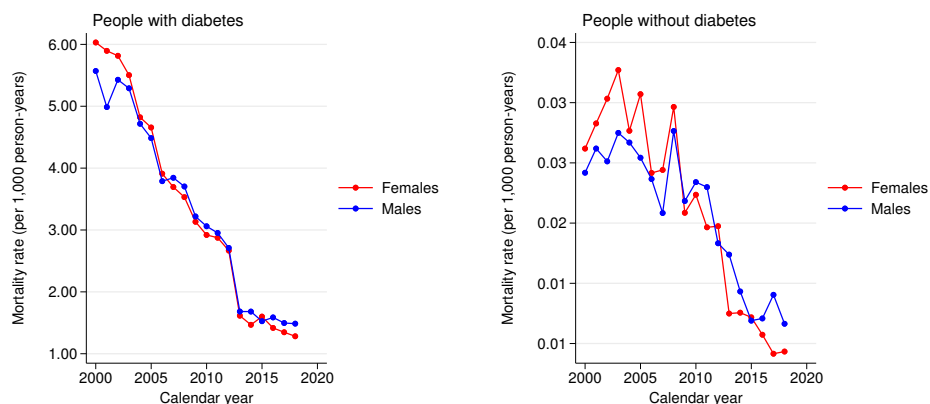 People with diabetes
Mortality rate (per 1,000 person-years)
6.00
5.00
4.00
3.00
2.00
1.00
2000 2005 2010 2015 2020
Calendar year
Females
Males
People without diabetes
Mortality rate (per 1,000 person-years)
0.04
0.03
0.03
0.02
0.01
0.01
2000 2005 2010 2015 2020
Calendar year
Females
Males